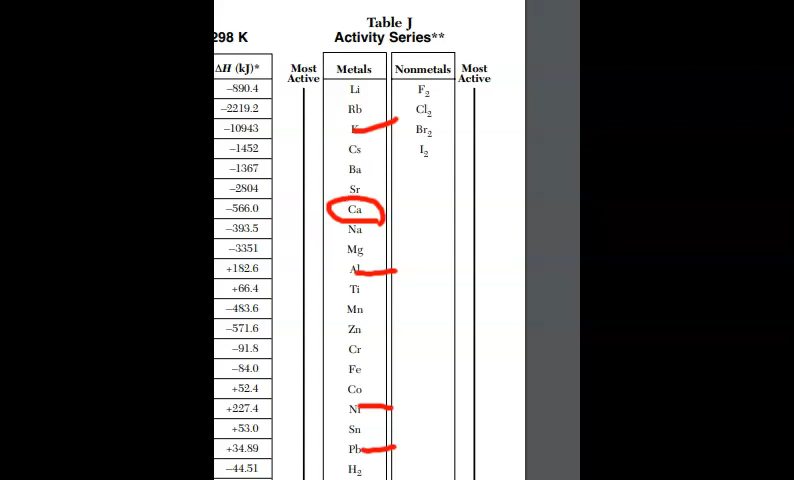 Table J
298 K Activity Series**
ΔH (kJ)* Most Active Metals Nonmetals Most Active
–890.4 Li F2
–2219.2 Rb Cl2
–10943 K Br2
–1452 Cs I2
–1367 Ba
–2804 Sr
–566.0 Ca
–393.5 Na
–3351 Mg
+182.6 Al
+66.4 Ti
–483.6 Mn
–571.6 Zn
–91.8 Cr
–84.0 Fe
+52.4 Co
+227.4 Ni
+53.0 Sn
+34.89 Pb
–44.51 H2